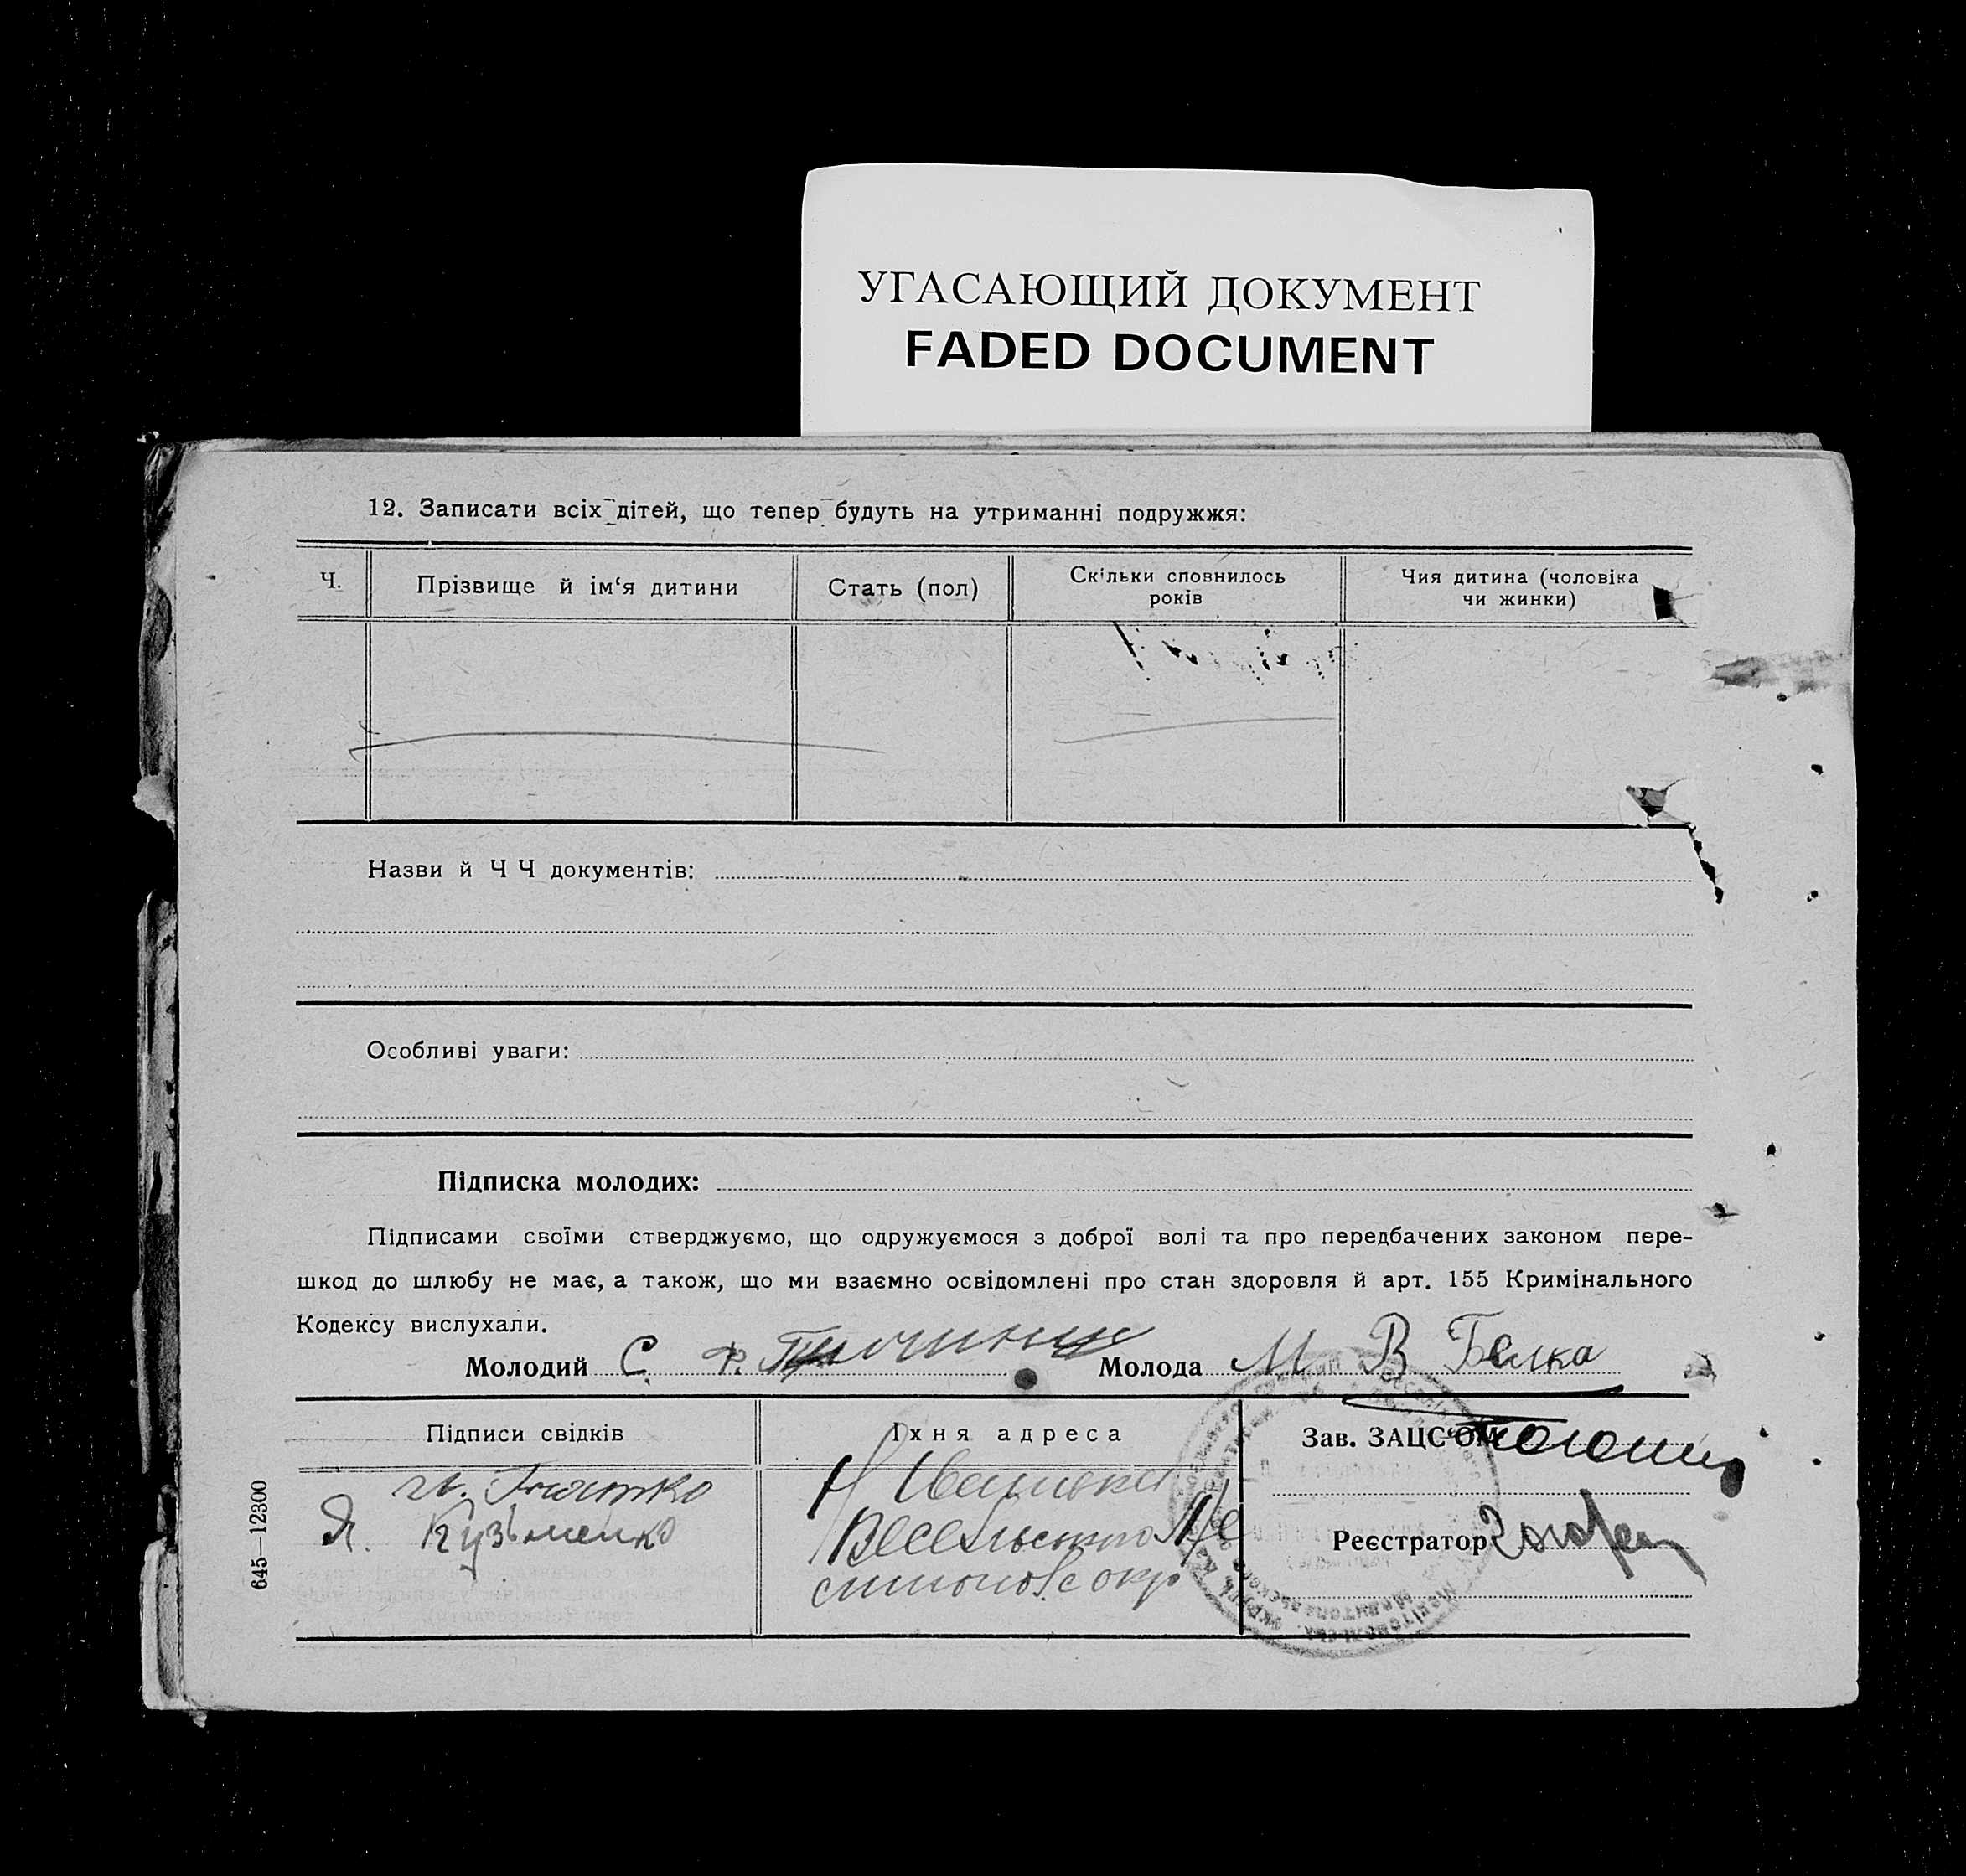 УГАСАЮЩИЙ ДОКУМЕНТ
FADED DOCUMENT
12. Записати всіх дітей, що тепер будуть на утриманні подружжя:
Ч.
Прізвище й ім‘я дитини
Стать (пол)
Скільки сповнилось
років
Чия дитина (чоловіка
чи жинки)
Назви й Ч Ч документів:
Особливі уваги:
Підписка молодих:
Підписами своїми стверджуємо, що одружуємося з доброї волі та про передбачених законом пере-
шкод до шлюбу не має, а також, що ми взаємно освідомлені про стан здоровля й арт. 155 Кримінального
Кодексу вислухали.
Молодий С. Ф.
Молода М В Белка
Підписи свідків
Їхня адреса
Зав. ЗАЦС‘ОМ
Я. Кузьменко
Реєстратор
645—12300